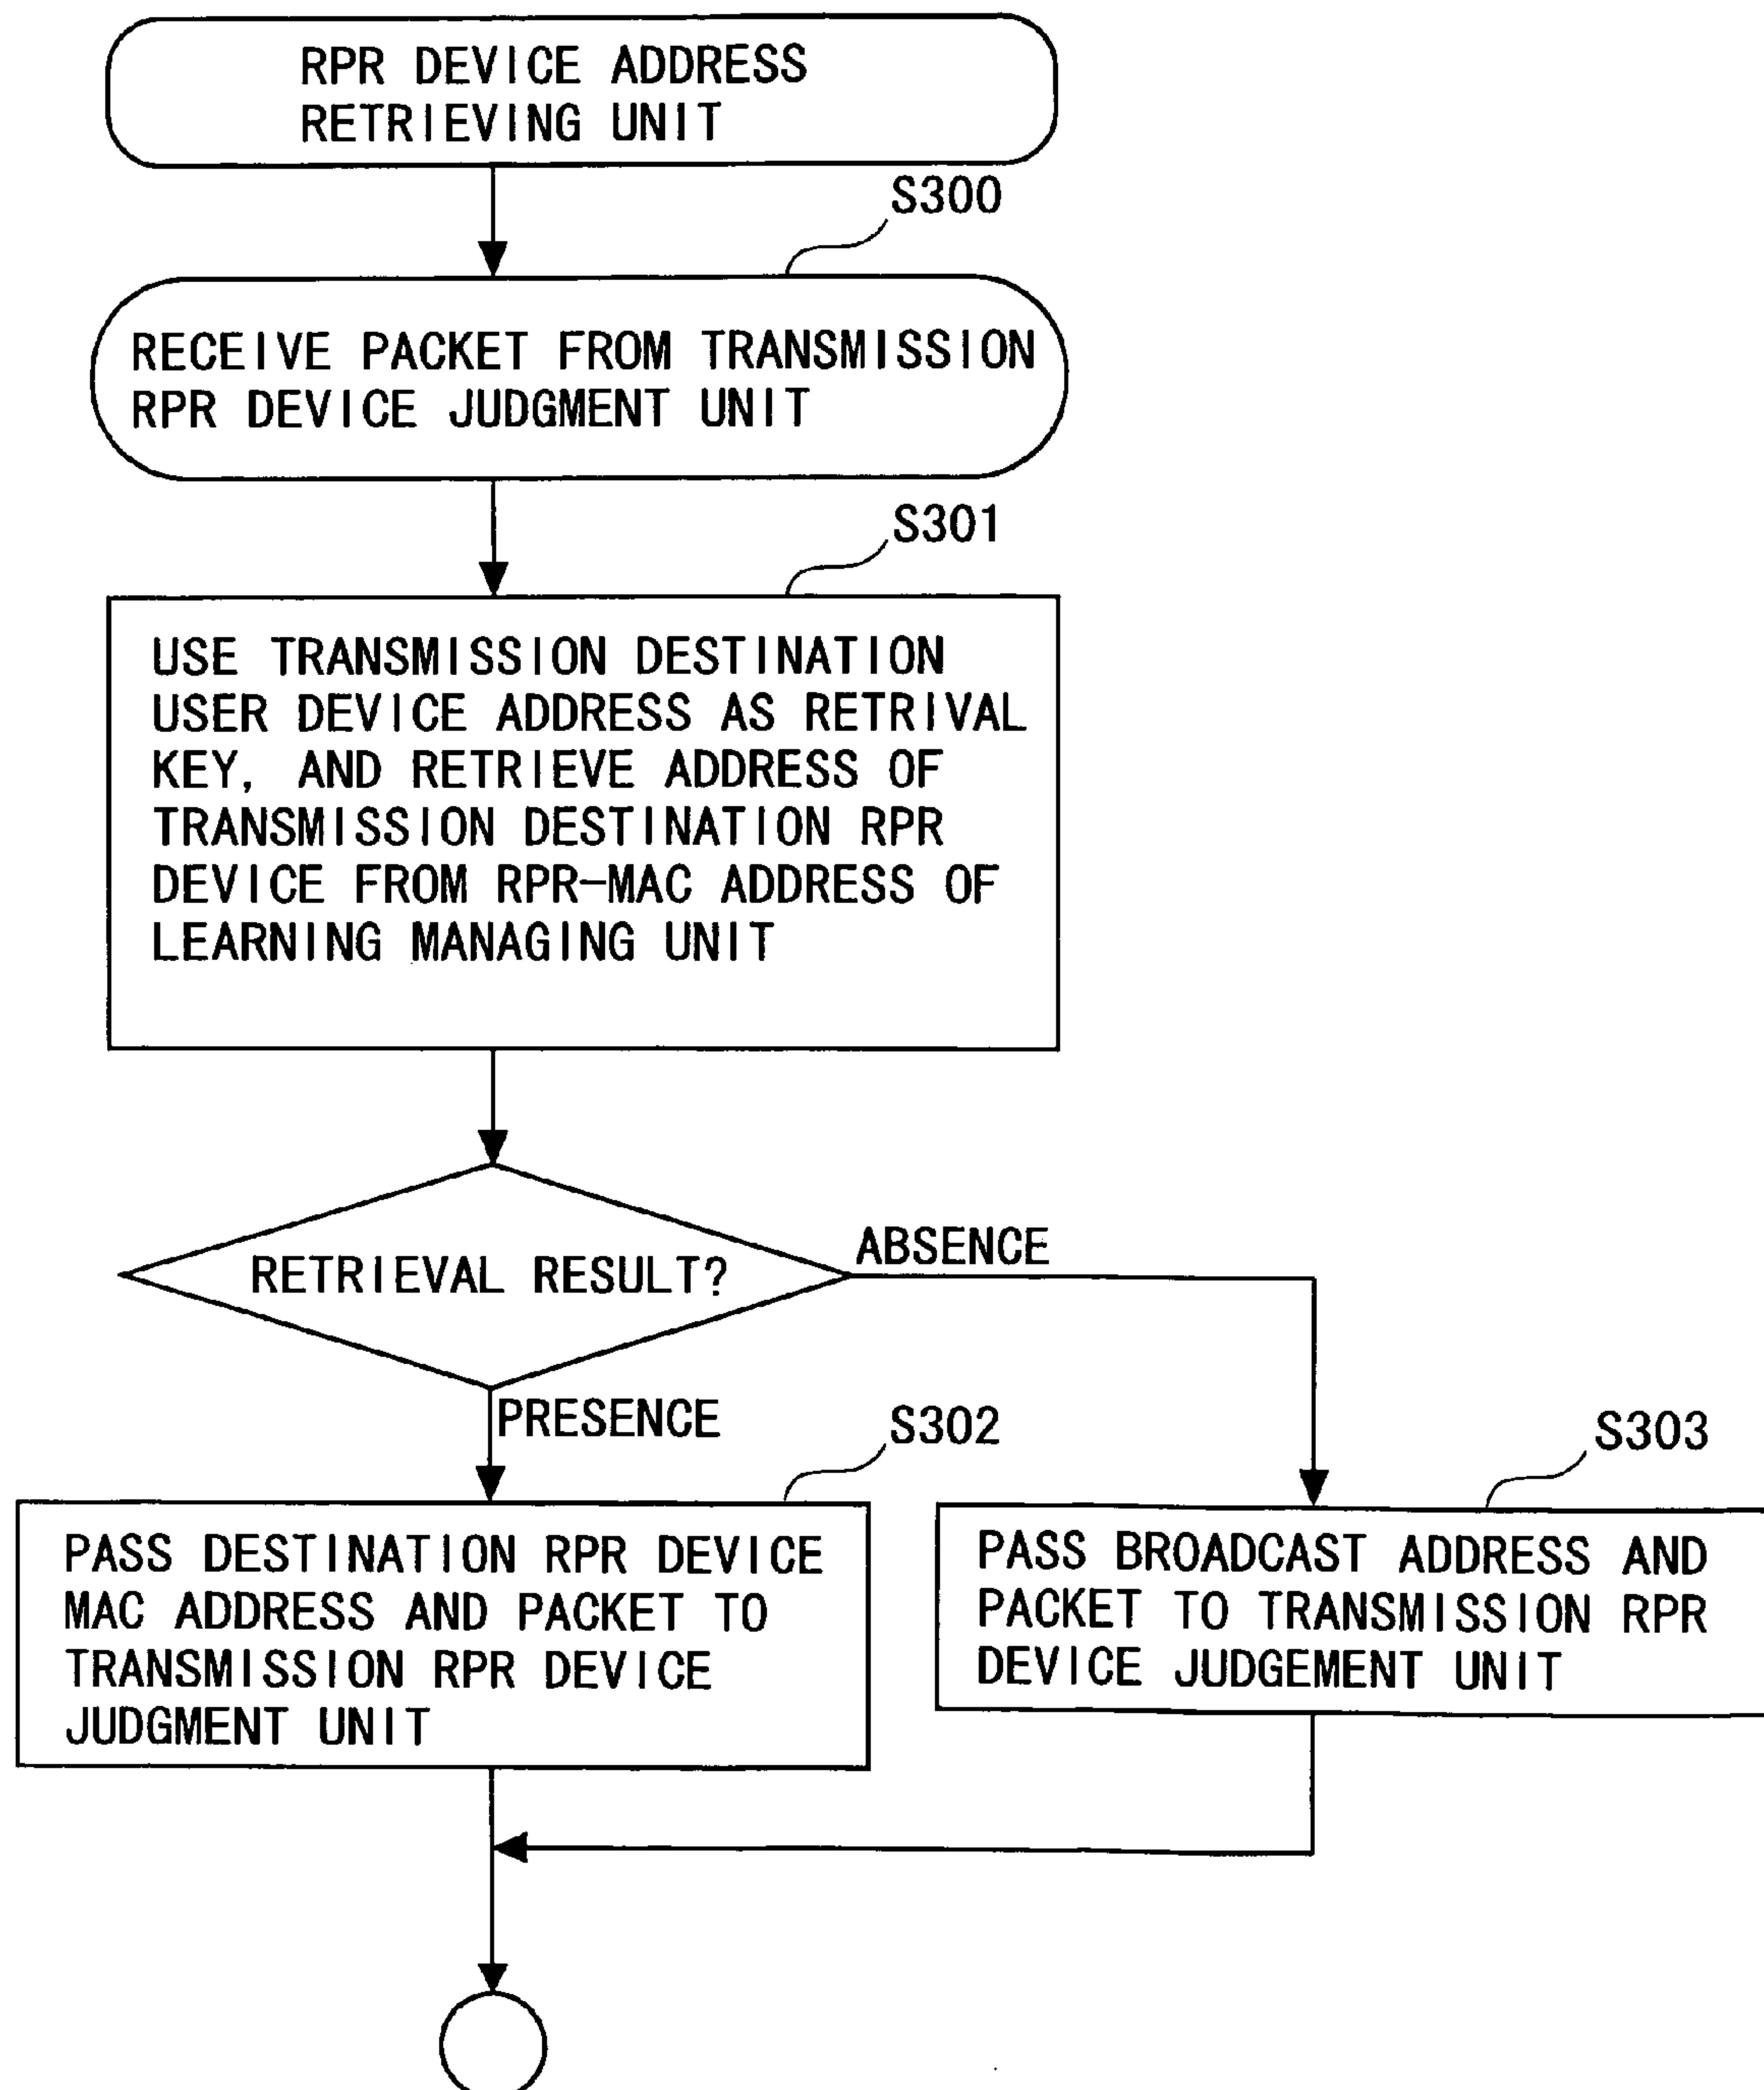 RPR DEVICE ADDRESS
RETRIEVING UNIT
S300
RECEIVE PACKET FROM TRANSMISSION
RPR DEVICE JUDGMENT UNIT
S301
USE TRANSMISSION DESTINATION
USER DEVICE ADDRESS AS RETRIVAL
KEY, AND RETRIEVE ADDRESS OF
TRANSMISSION DESTINATION RPR
DEVICE FROM RPR-MAC ADDRESS OF
LEARNING MANAGING UNIT
RETRIEVAL RESULT?
ABSENCE
PRESENCE
S302
PASS DESTINATION RPR DEVICE
MAC ADDRESS AND PACKET TO
TRANSMISSION RPR DEVICE
JUDGMENT UNIT
S303
PASS BROADCAST ADDRESS AND
PACKET TO TRANSMISSION RPR
DEVICE JUDGEMENT UNIT